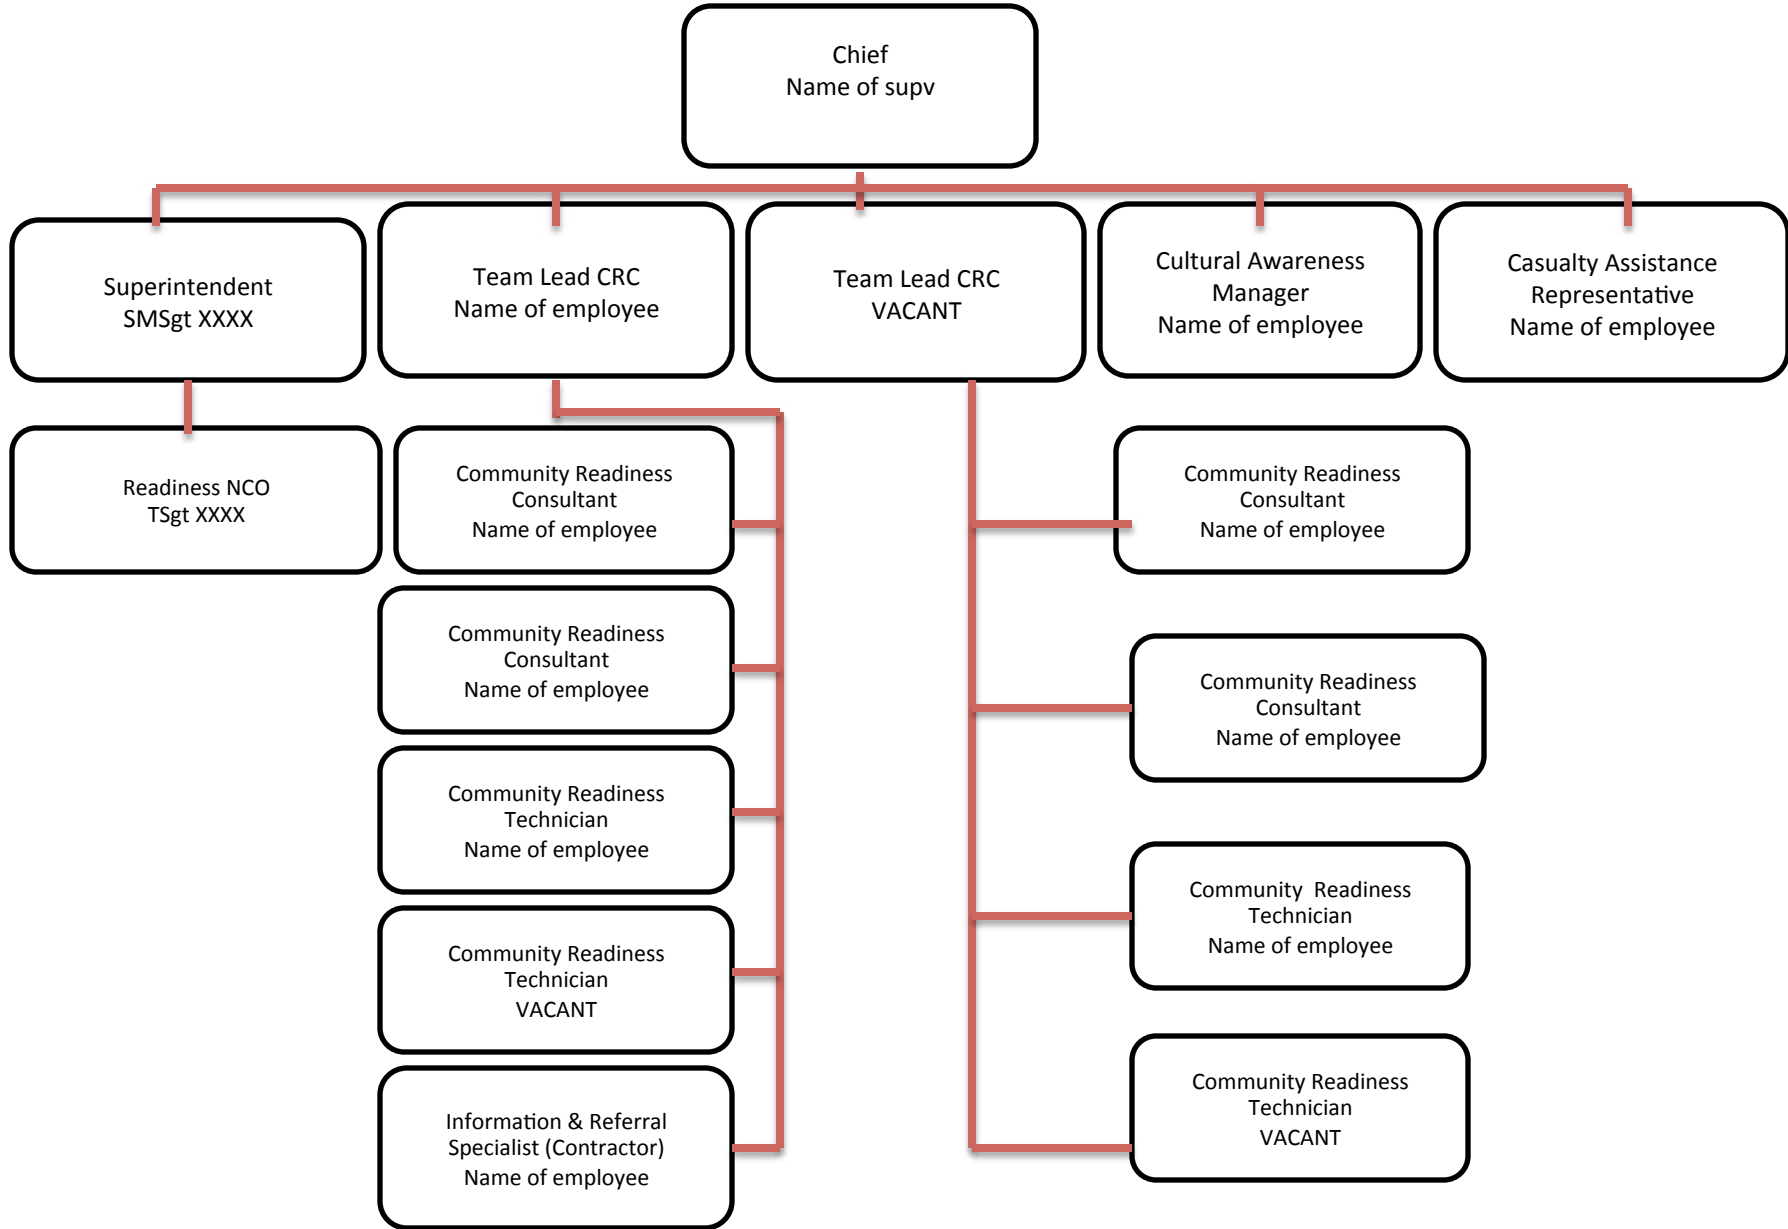 Chief
Name of supv
Superintendent
SMSgt XXXX
Team Lead CRC
Name of employee
Team Lead CRC
VACANT
Cultural Awareness
Manager
Name of employee
Casualty Assistance
Representative
Name of employee
Readiness NCO
TSgt XXXX
Community Readiness
Consultant
Name of employee
Community Readiness
Consultant
Name of employee
Community Readiness
Technician
Name of employee
Community Readiness
Technician
VACANT
Information & Referral
Specialist (Contractor)
Name of employee
Community Readiness
Consultant
Name of employee
Community Readiness
Consultant
Name of employee
Community  Readiness
Technician
Name of employee
Community Readiness
Technician
VACANT